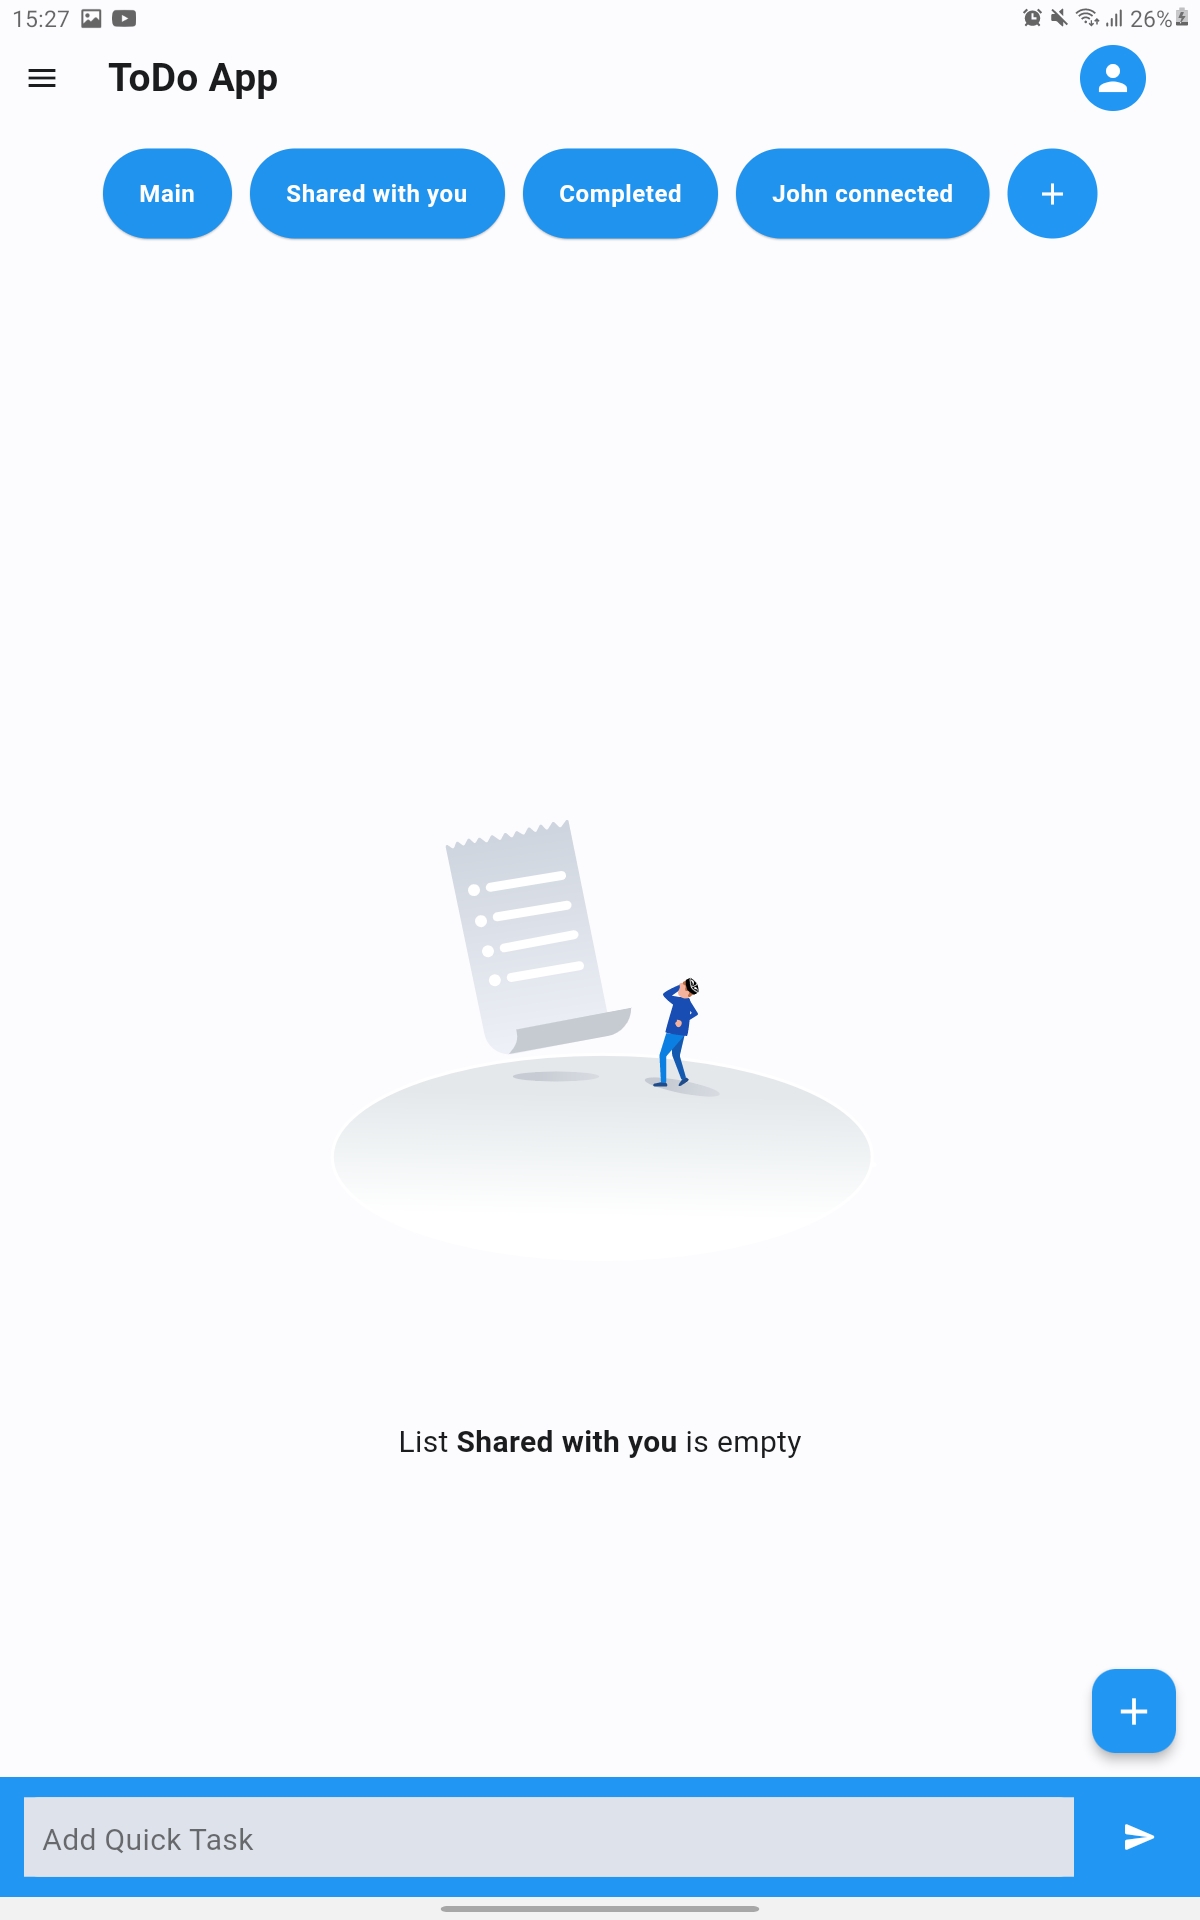 15:27 26%
ToDo App
Main Shared with you Completed John connected
List Shared with you is empty
Add Quick Task